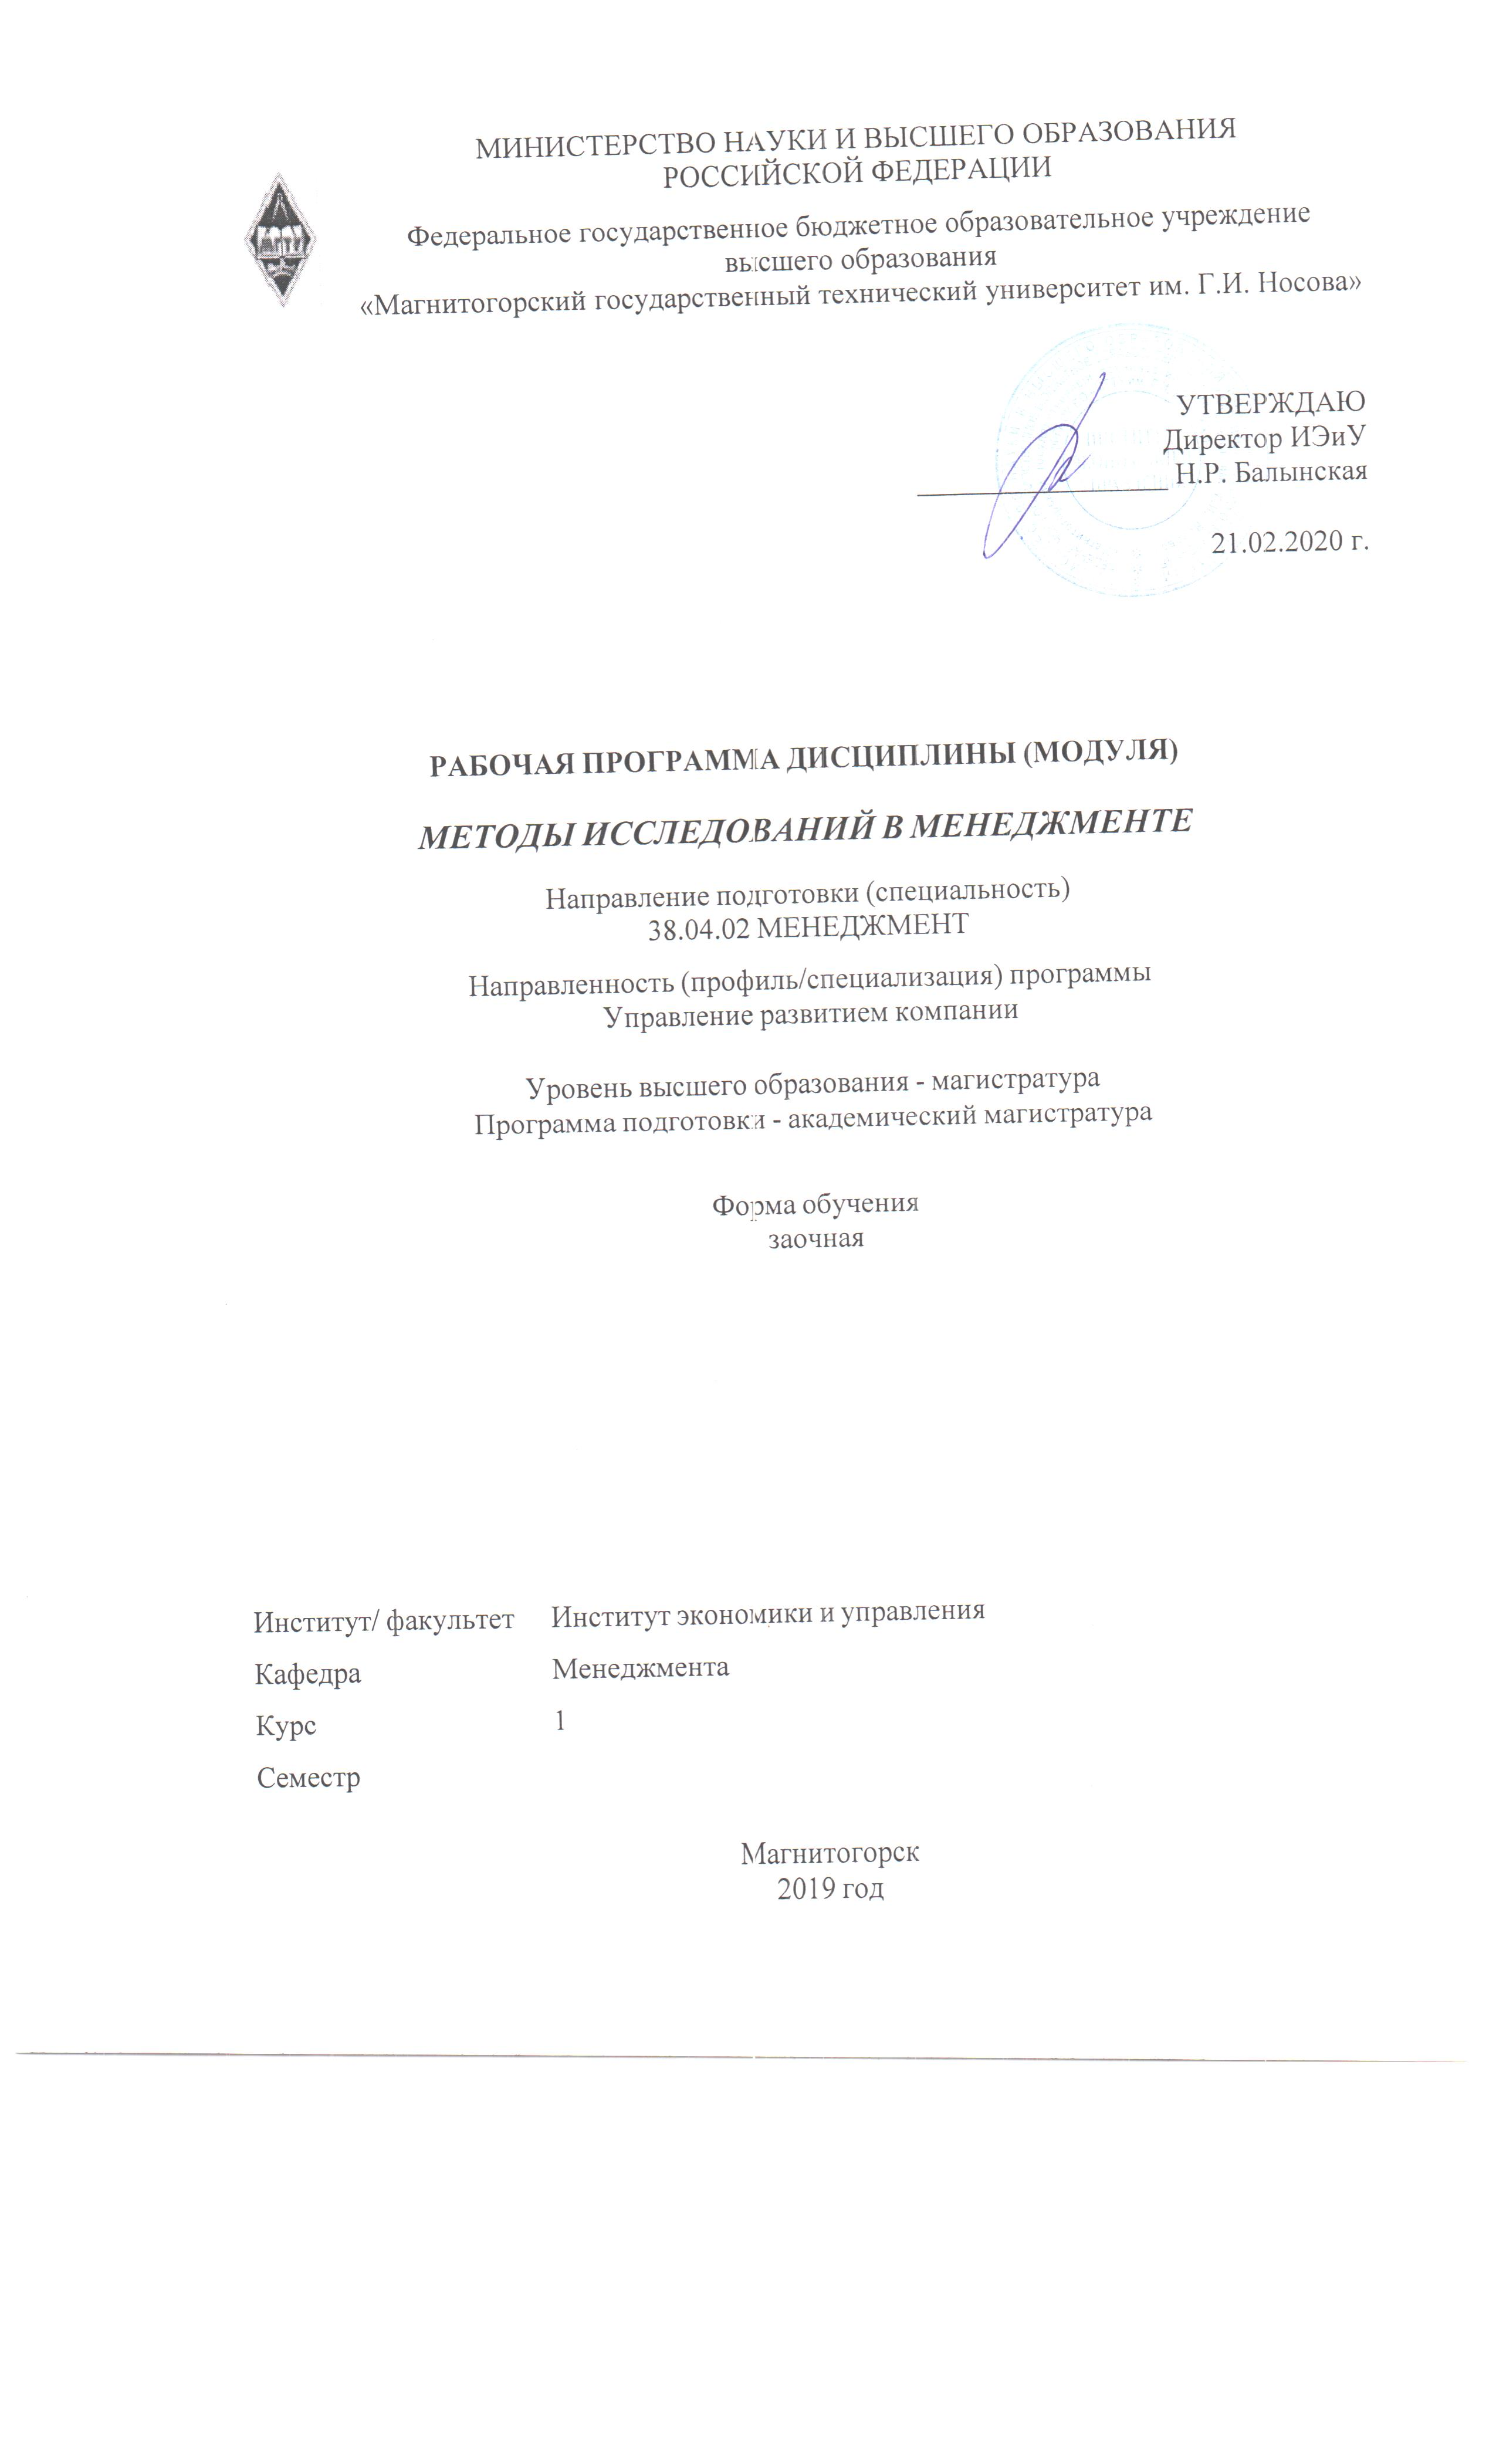 МИНИСТЕРСТВО НАУКИ И ВЫСШЕГО ОБРАЗОВАНИЯ
РОССИЙСКОЙ ФЕДЕРАЦИИ
Федеральное государственное бюджетное образовательное учреждение
высшего образования
«Магнитогорский государственный технический университет им. Г.И. Носова»
МГТУ
УТВЕРЖДАЮ
Директор ИЭиУ
Н.Р. Балынская
21.02.2020 г.
РАБОЧАЯ ПРОГРАММА ДИСЦИПЛИНЫ (МОДУЛЯ)
МЕТОДЫ ИССЛЕДОВАНИЙ В МЕНЕДЖМЕНТЕ
Направление подготовки (специальность)
38.04.02 МЕНЕДЖМЕНТ
Направленность (профиль/специализация) программы
Управление развитием компании
Уровень высшего образования - магистратура
Программа подготовки - академический магистратура
Форма обучения
заочная
Институт/ факультет Институт экономики и управления
Кафедра Менеджмента
Курс 1
Семестр
Магнитогорск
2019 год